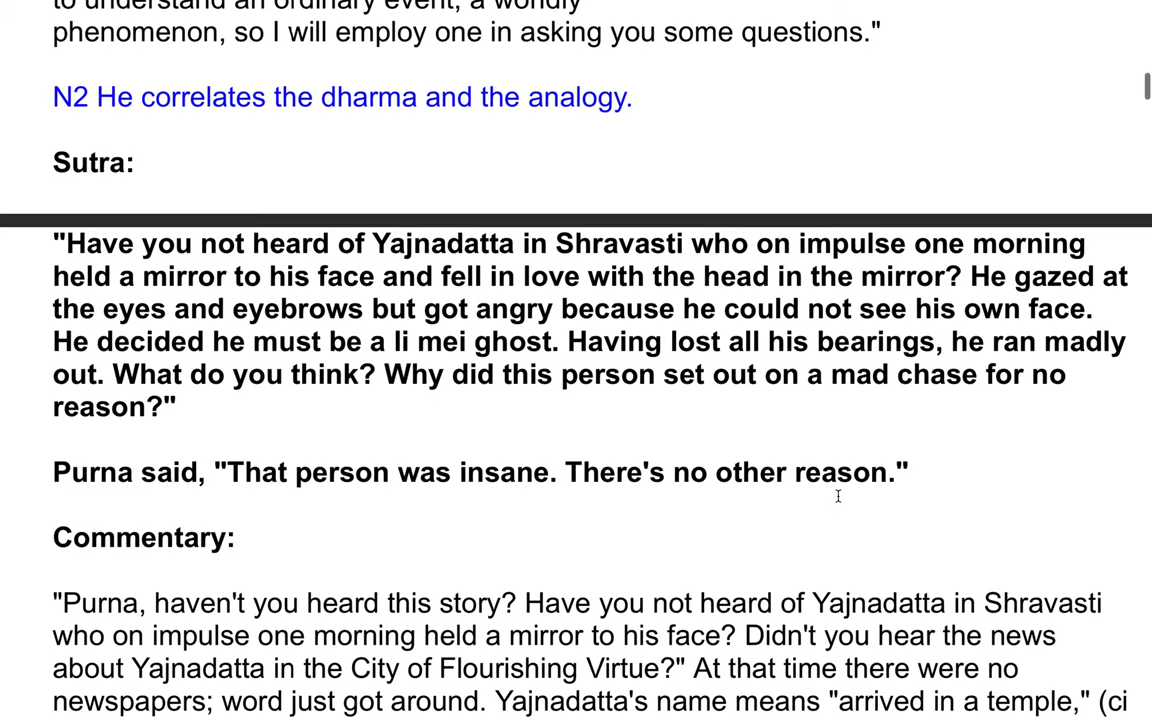 to understand an ordinary event, a worldly
phenomenon, so I will employ one in asking you some questions."
N2 He correlates the dharma and the analogy.
Sutra:
"Have you not heard of Yajnadatta in Shravasti who on impulse one morning
held a mirror to his face and fell in love with the head in the mirror? He gazed at
the eyes and eyebrows but got angry because he could not see his own face.
He decided he must be a li mei ghost. Having lost all his bearings, he ran madly
out. What do you think? Why did this person set out on a mad chase for no
reason?"
Purna said, "That person was insane. There's no other reason."
Commentary:
"Purna, haven't you heard this story? Have you not heard of Yajnadatta in Shravasti
who on impulse one morning held a mirror to his face? Didn't you hear the news
about Yajnadatta in the City of Flourishing Virtue?" At that time there were no
newspapers; word just got around. Yajnadatta's name means "arrived in a temple," (ci